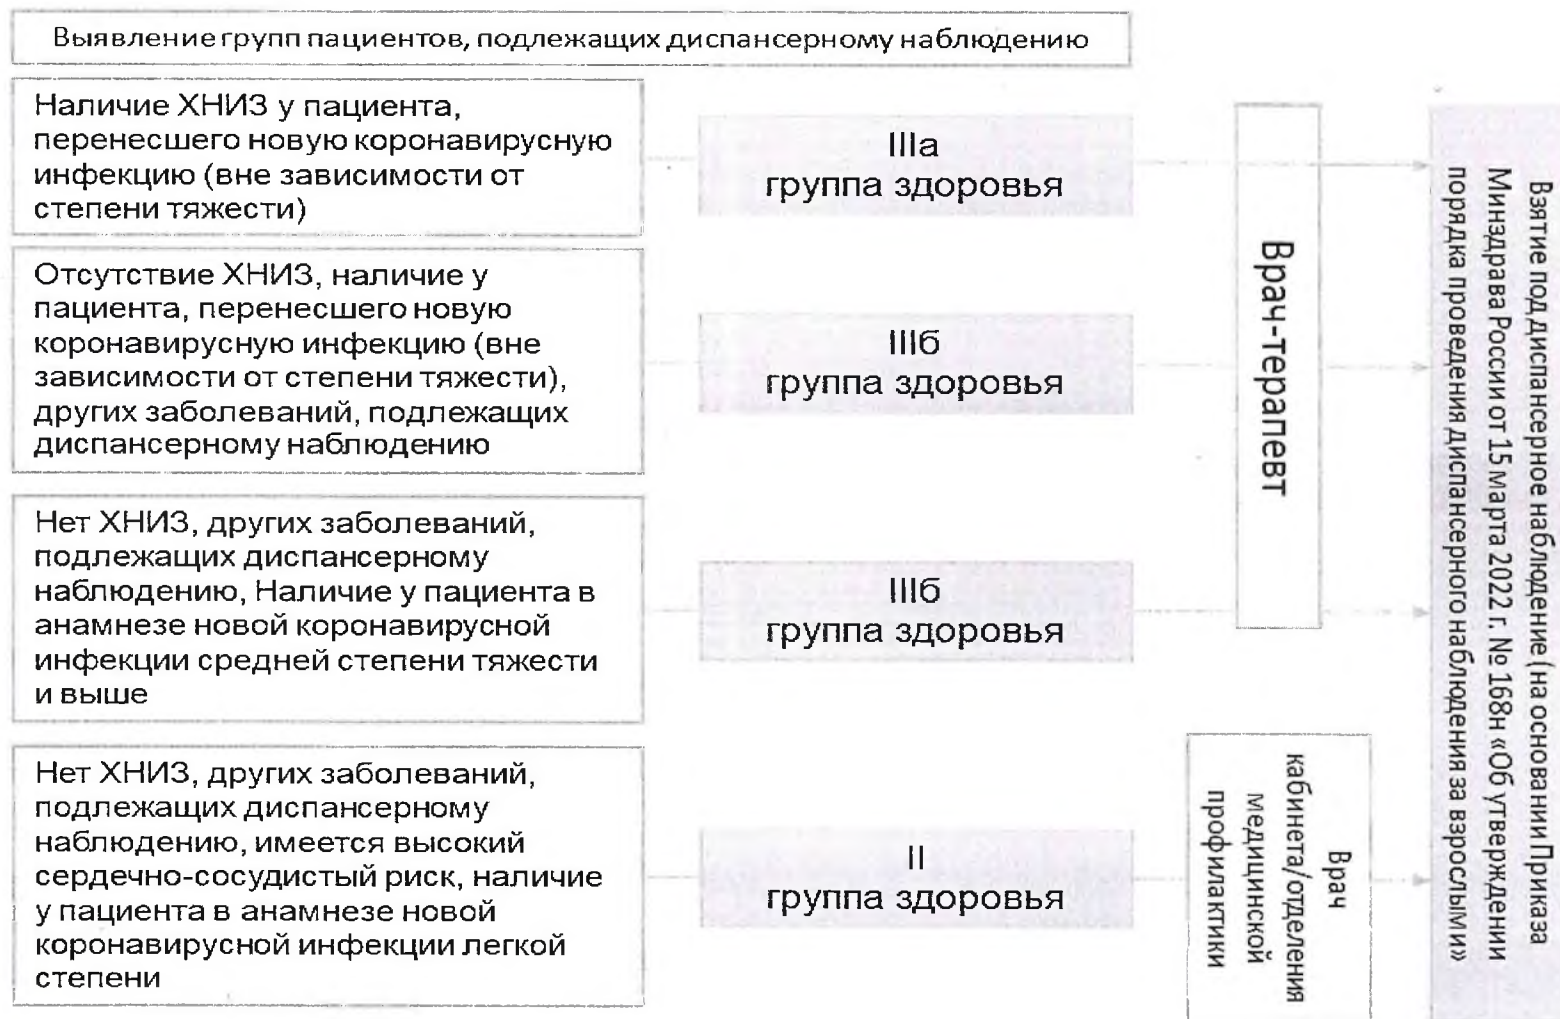 Выявление групп пациентов, подлежащих диспансерному наблюдению
Наличие ХНИЗ у пациента,
перенесшего новую коронавирусную
инфекцию (вне зависимости от
степени тяжести)
IIIа
группа здоровья
Отсутствие ХНИЗ, наличие у
пациента, перенесшего новую
коронавирусную инфекцию (вне
зависимости от степени тяжести),
других заболеваний, подлежащих
диспансерному наблюдению
IIIб
группа здоровья
Нет ХНИЗ, других заболеваний,
подлежащих диспансерному
наблюдению, Наличие у пациента в
анамнезе новой коронавирусной
инфекции средней степени тяжести
и выше
IIIб
группа здоровья
Нет ХНИЗ, других заболеваний,
подлежащих диспансерному
наблюдению, имеется высокий
сердечно-сосудистый риск, наличие
у пациента в анамнезе новой
коронавирусной инфекции легкой
степени
II
группа здоровья
Врач-терапевт
Врач
кабинета/отделения
медицинской
профилактики
Взятие под диспансерное наблюдение (на основании Приказа
Минздрава России от 15 марта 2022 г. № 168н «Об утверждении
порядка проведения диспансерного наблюдения за взрослыми»